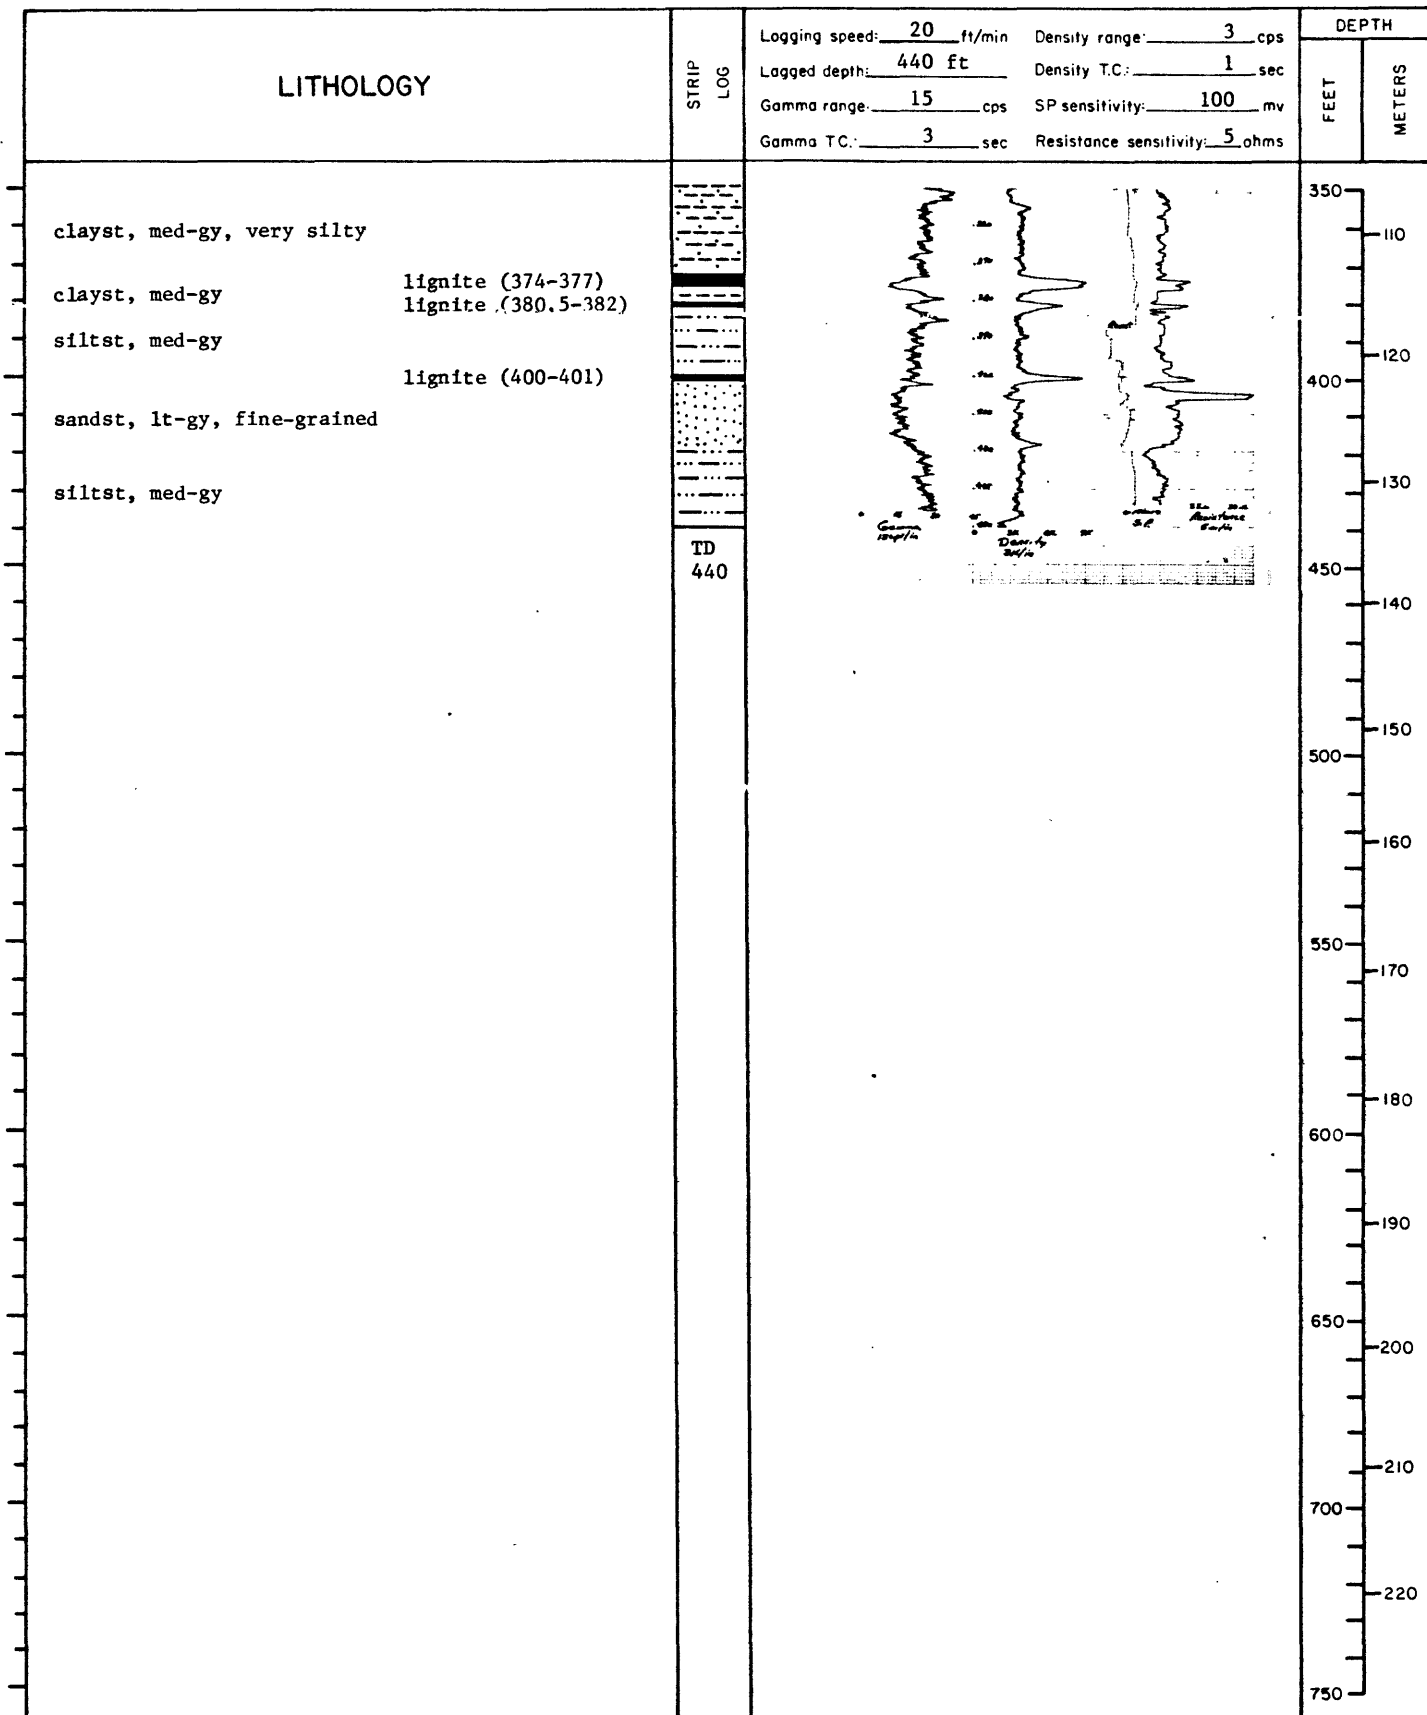 LITHOLOGY
STRIP LOG
Logging speed: 20 ft/min Density range: 3 cps
Logged depth: 440 ft Density T.C.: 1 sec
Gamma range: 15 cps SP sensitivity: 100 mv
Gamma T.C.: 3 sec Resistance sensitivity: 5 ohms
DEPTH
FEET
METERS
350
clayst, med-gy, very silty
110
lignite (374-377)
clayst, med-gy
lignite (380.5-382)
siltst, med-gy
120
lignite (400-401)
400
sandst, lt-gy, fine-grained
130
siltst, med-gy
Gamma
S.P.
Resistance
Density
TD
440
450
140
150
500
160
550
170
180
600
190
650
200
210
700
220
750